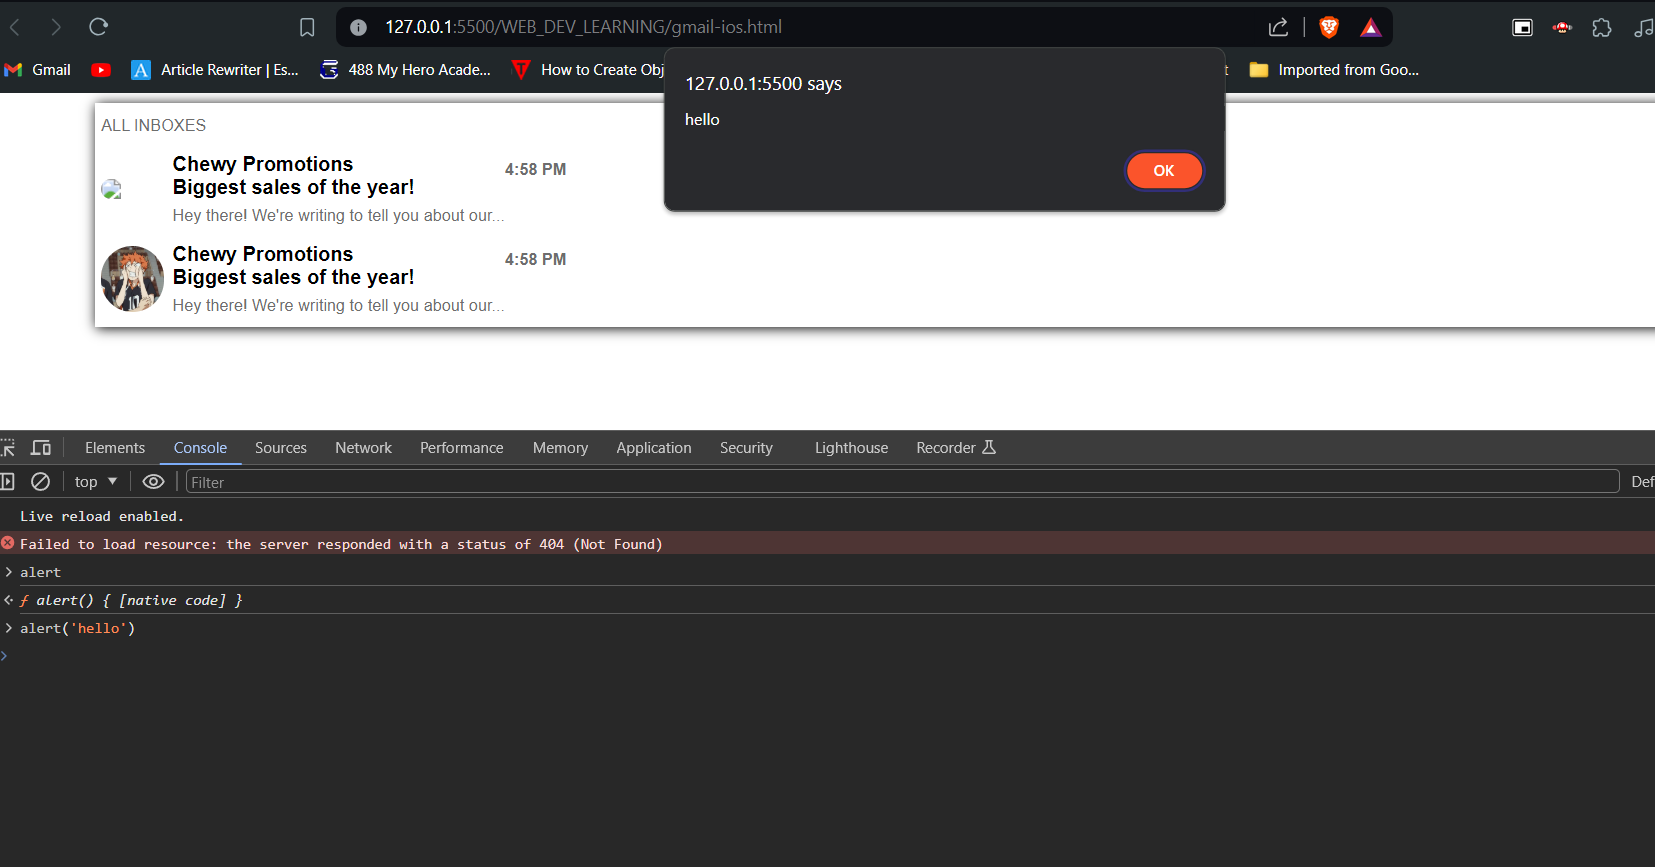 127.0.0.1:5500/WEB_DEV_LEARNING/gmail-ios.html
Gmail
A Article Rewriter | Es...
488 My Hero Acade...
How to Create Obj
t
Imported from Goo...
127.0.0.1:5500 says
hello
OK
ALL INBOXES
Chewy Promotions
4:58 PM
Biggest sales of the year!
Hey there! We're writing to tell you about our...
Chewy Promotions
4:58 PM
Biggest sales of the year!
Hey there! We're writing to tell you about our...
Elements Console Sources Network Performance Memory Application Security Lighthouse Recorder
top Filter Def
Live reload enabled.
Failed to load resource: the server responded with a status of 404 (Not Found)
> alert
ƒ alert() { [native code] }
> alert('hello')
>